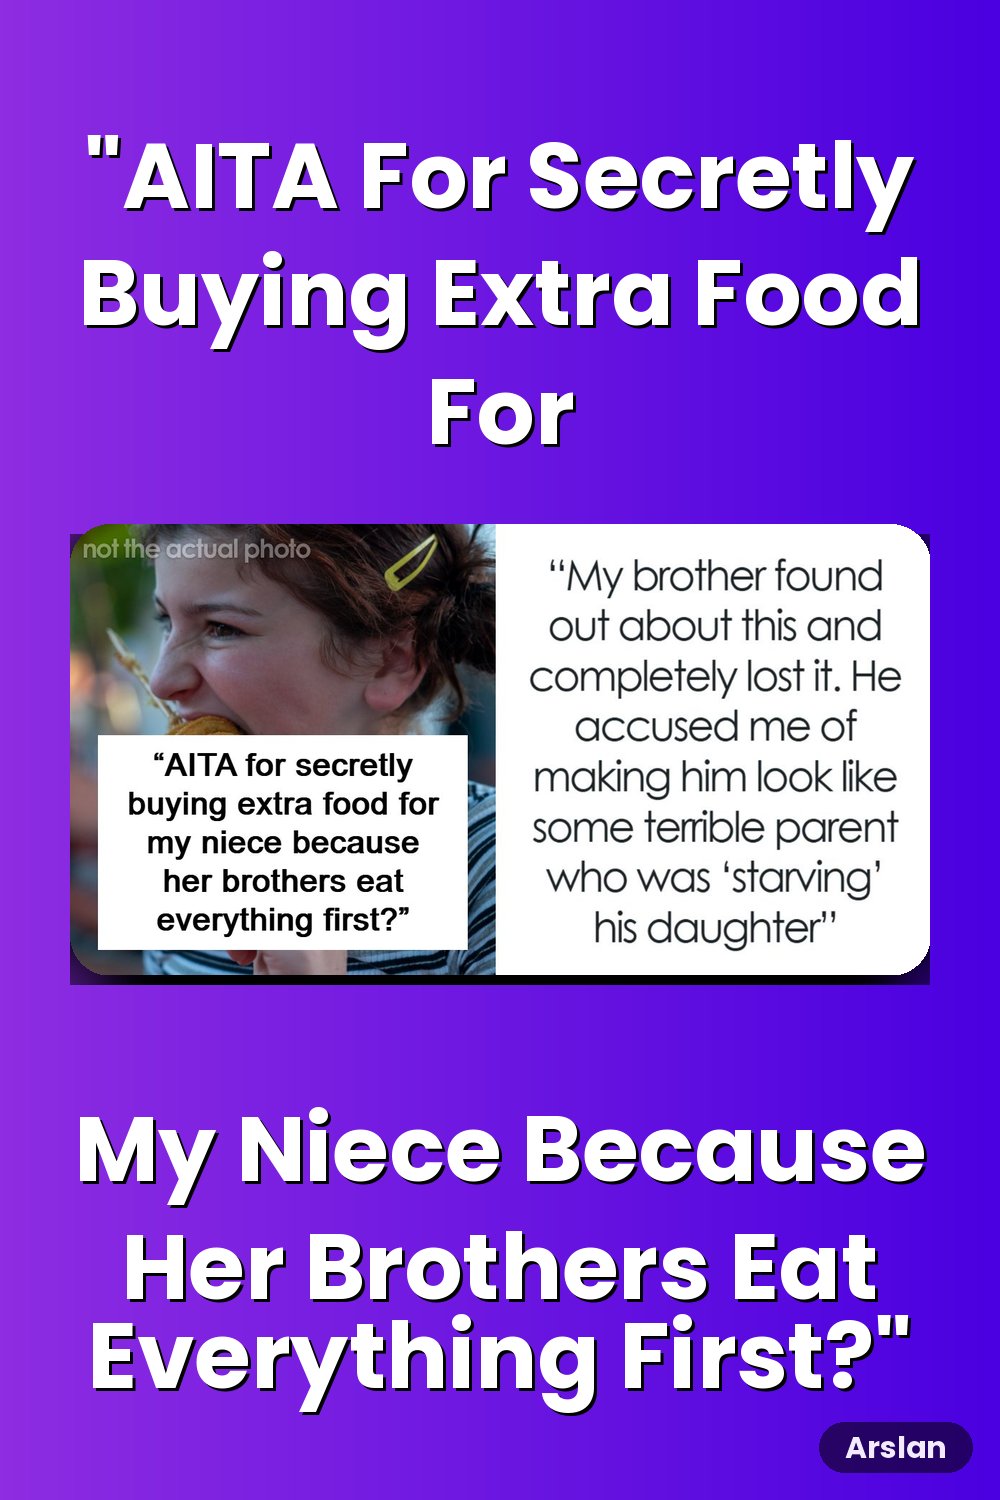 "AITA For Secretly
Buying Extra Food
For
not the actual photo
“AITA for secretly
buying extra food for
my niece because
her brothers eat
everything first?”
“My brother found
out about this and
completely lost it. He
accused me of
making him look like
some terrible parent
who was ‘starving’
his daughter”
My Niece Because
Her Brothers Eat
Everything First?"
Arslan